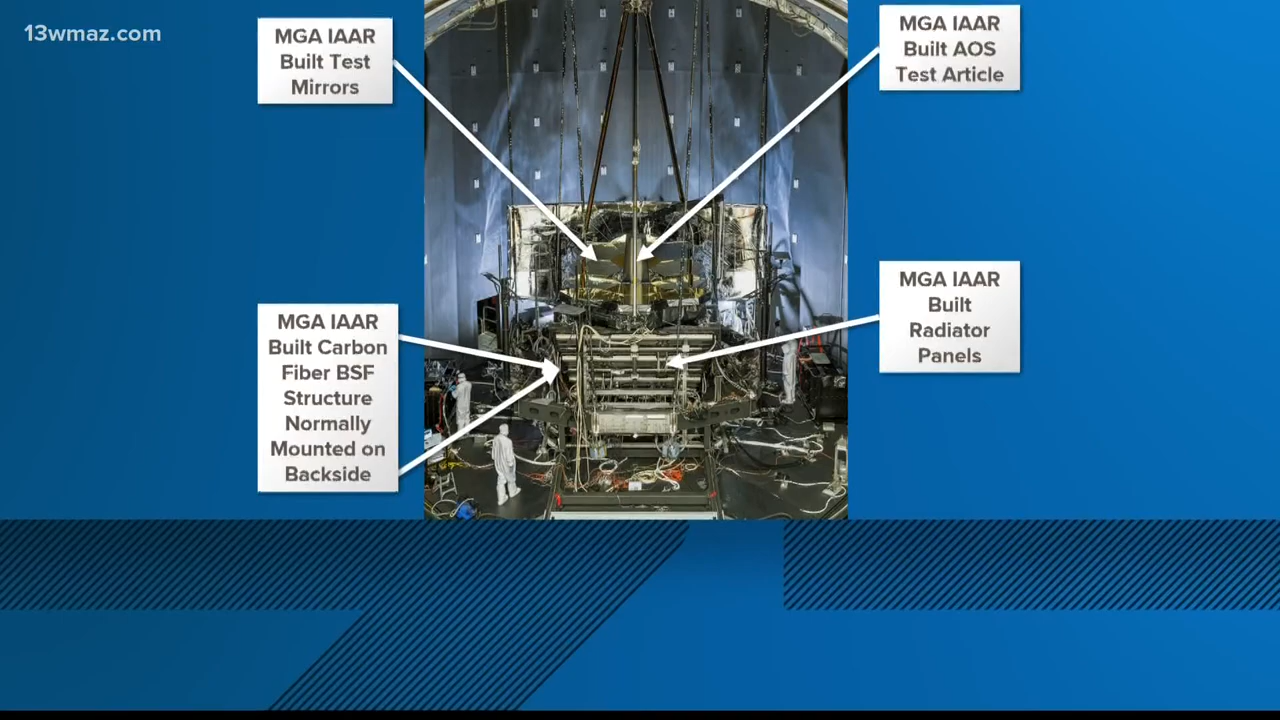 13wmaz.com
MGA IAAR
Built Test
Mirrors
MGA IAAR
Built AOS
Test Article
MGA IAAR
Built Carbon
Fiber BSF
Structure
Normally
Mounted on
Backside
MGA IAAR
Built
Radiator
Panels